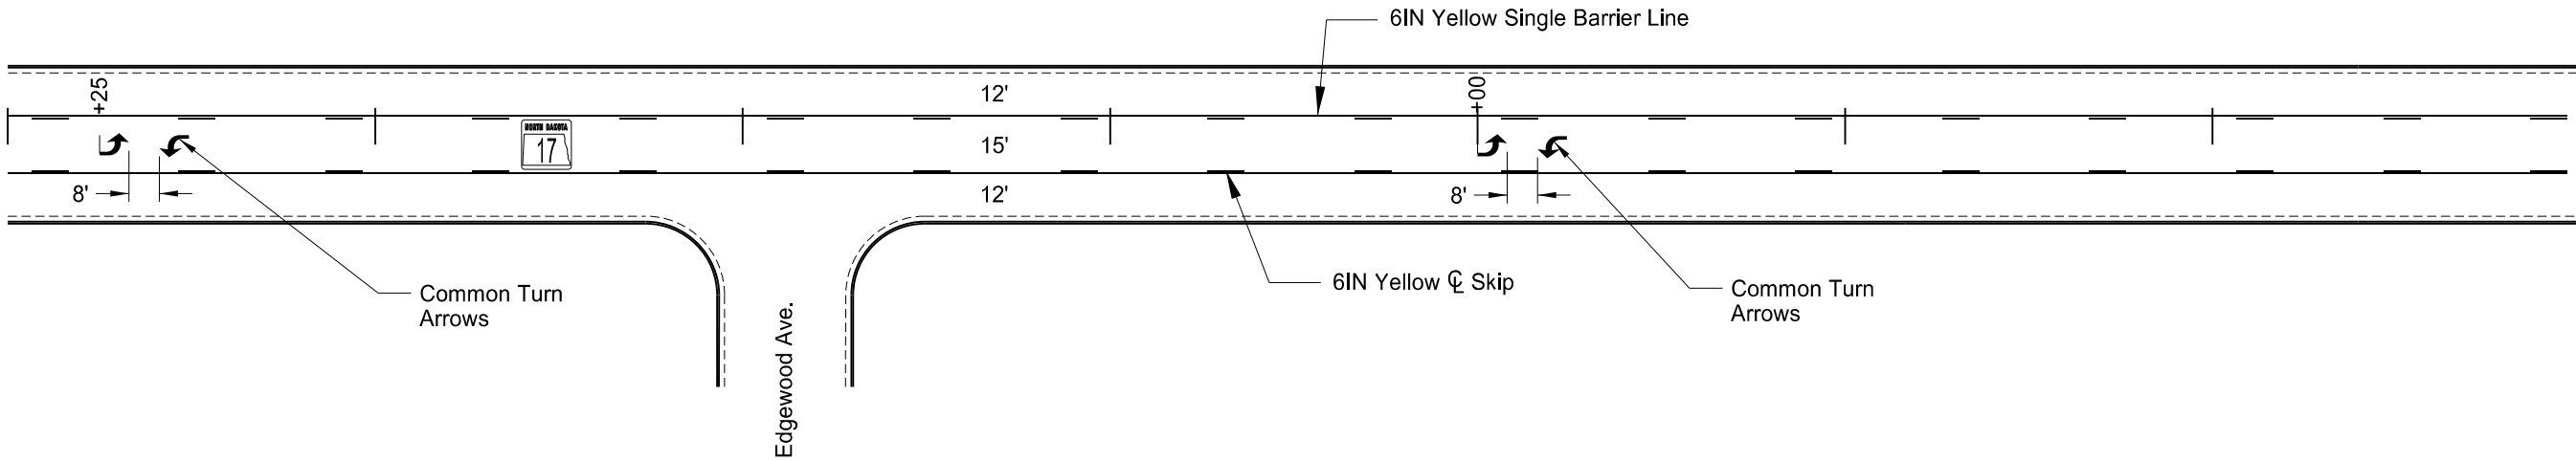 6IN Yellow Single Barrier Line
+25
12'
+00
NORTH DAKOTA
17
15'
8'
12'
8'
Common Turn
Arrows
6IN Yellow ℄ Skip
Common Turn
Arrows
Edgewood Ave.